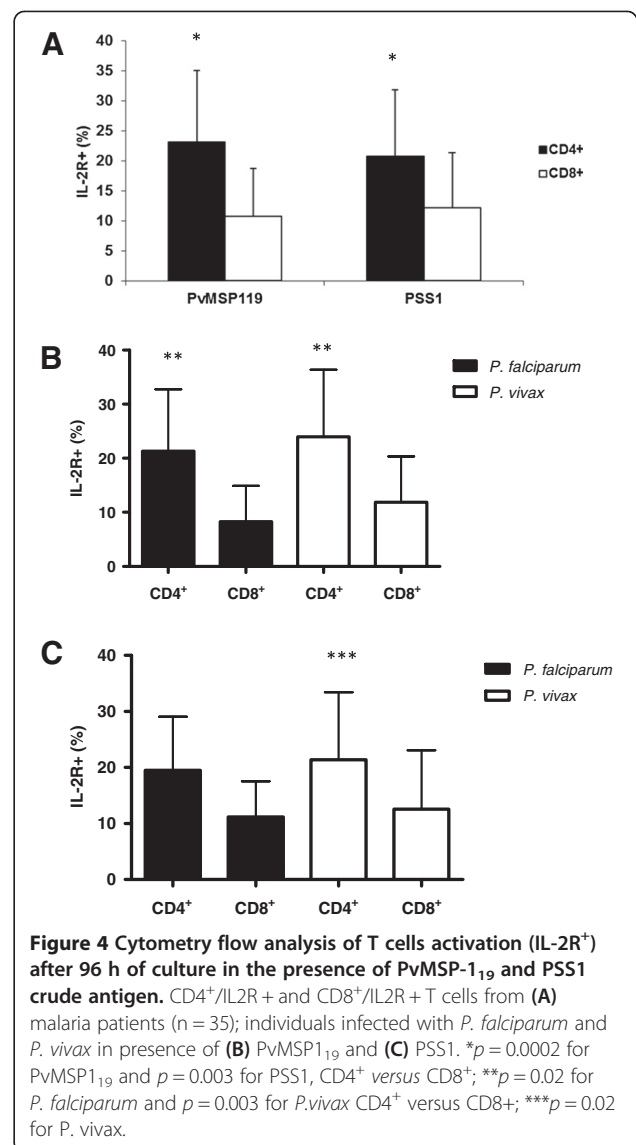 A
*
*
40
35
30
25
20
15
10
5
0
IL-2R+ (%)
CD4+
CD8+
PvMSP119
PSS1
B
**
**
40
30
20
10
0
IL-2R+ (%)
P. falciparum
P. vivax
CD4⁺
CD8⁺
CD4⁺
CD8⁺
C
***
40
30
20
10
0
IL-2R+ (%)
P. falciparum
P. vivax
CD4⁺
CD8⁺
CD4⁺
CD8⁺
Figure 4 Cytometry flow analysis of T cells activation (IL-2R⁺)
after 96 h of culture in the presence of PvMSP-1₁₉ and PSS1
crude antigen. CD4⁺/IL2R + and CD8⁺/IL2R + T cells from (A)
malaria patients (n = 35); individuals infected with P. falciparum and
P. vivax in presence of (B) PvMSP1₁₉ and (C) PSS1. *p = 0.0002 for
PvMSP1₁₉ and p = 0.003 for PSS1, CD4⁺ versus CD8⁺; **p = 0.02 for
P. falciparum and p = 0.003 for P.vivax CD4⁺ versus CD8+; ***p = 0.02
for P. vivax.